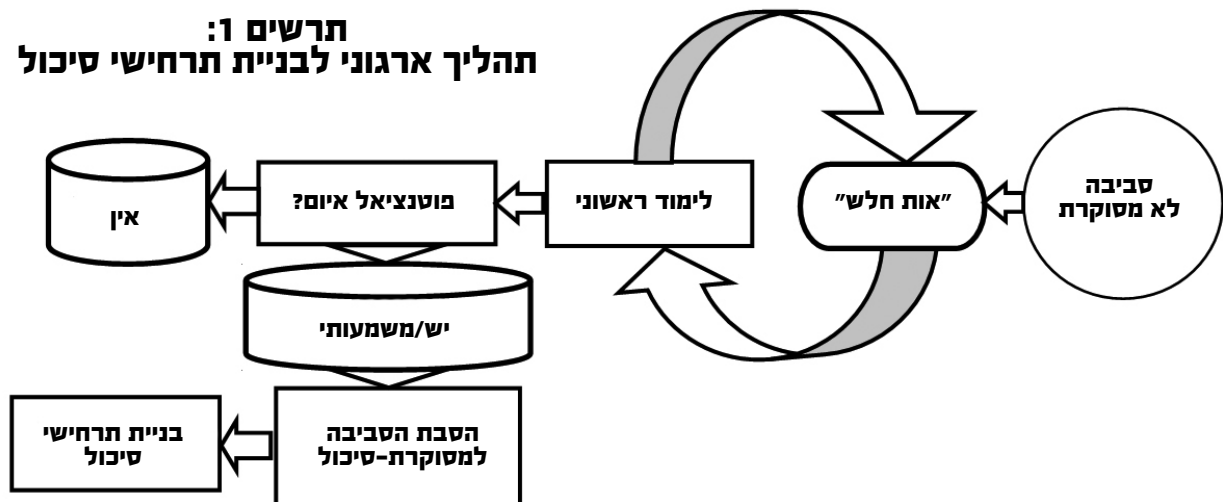 תרשים 1:
תהליך ארגוני לבניית תרחישי סיכול
סביבה
לא מסוקרת
"אות חלש"
לימוד ראשוני
פוטנציאל איום?
אין
יש/משמעותי
הסבת הסביבה
למסוקרת-סיכול
בניית תרחישי
סיכול